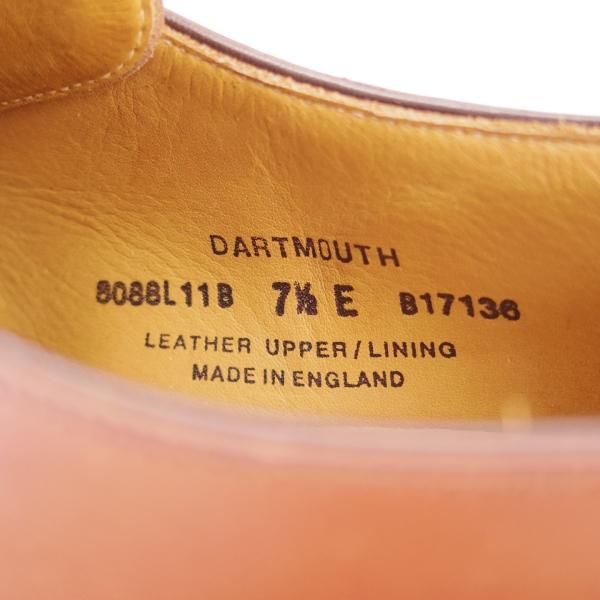 DARTMOUTH
8088L11B 7½ E B17136
LEATHER UPPER/LINING
MADE IN ENGLAND